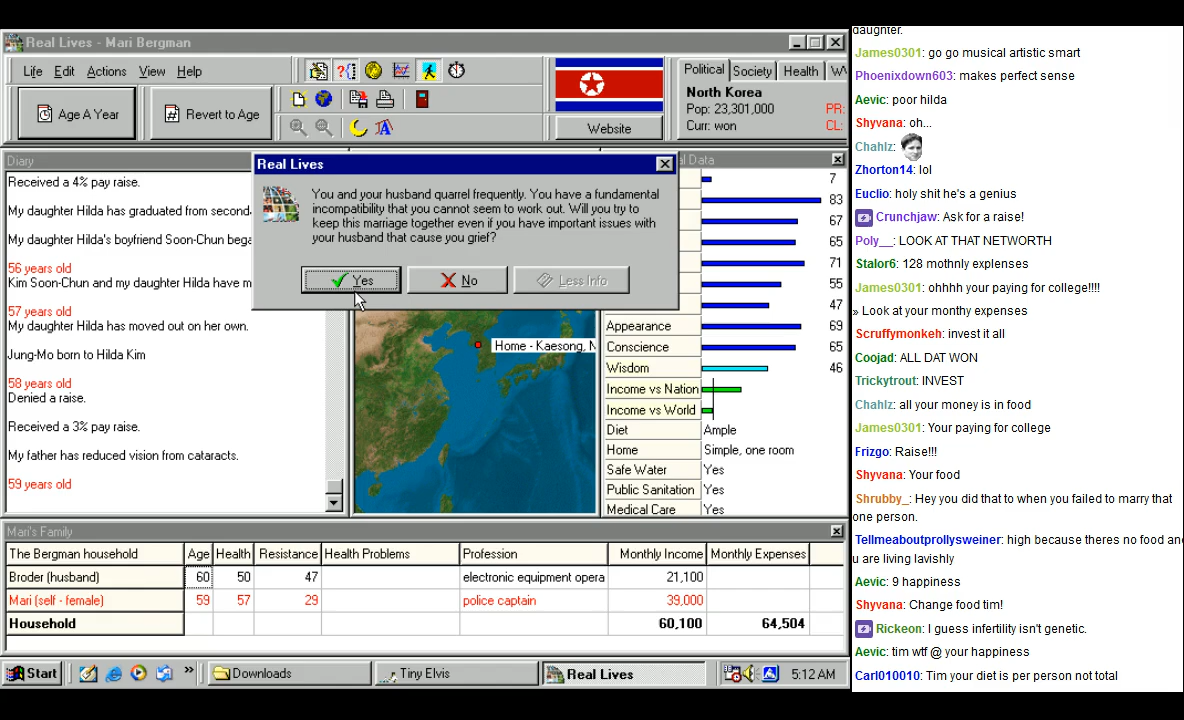 Real Lives - Mari Bergman
Life Edit Actions View Help
Age A Year
Revert to Age
Website
Political Society Health
North Korea
Pop: 23,301,000 PR:
Curr: won CL:
Diary
Received a 4% pay raise.
My daughter Hilda has graduated from second
My daughter Hilda's boyfriend Soon-Chun bega
56 years old
Kim Soon-Chun and my daughter Hilda have m
57 years old
My daughter Hilda has moved out on her own.
Jung-Mo born to Hilda Kim
58 years old
Denied a raise.
Received a 3% pay raise.
My father has reduced vision from cataracts.
59 years old
Real Lives
You and your husband quarrel frequently. You have a fundamental
incompatibility that you cannot seem to work out. Will you try to
keep this marriage together even if you have important issues with
your husband that cause you grief?
Yes No Less Info
Home - Kaesong, N
al Data
7
83
67
65
71
55
47
Appearance 69
Conscience 65
Wisdom 46
Income vs Nation
Income vs World
Diet Ample
Home Simple, one room
Safe Water Yes
Public Sanitation Yes
Medical Care Yes
Mari's Family
The Bergman household Age Health Resistance Health Problems Profession Monthly Income Monthly Expenses
Broder (husband) 60 50 47 electronic equipment opera 21,100
Mari (self - female) 59 57 29 police captain 39,000
Household 60,100 64,504
Start » Downloads Tiny Elvis Real Lives 5:12 AM
daughter.
James0301: go go musical artistic smart
Phoenixdown603: makes perfect sense
Aevic: poor hilda
Shyvana: oh...
Chahlz:
Zhorton14: lol
Euclio: holy shit he's a genius
Crunchjaw: Ask for a raise!
Poly__: LOOK AT THAT NETWORTH
Stalor6: 128 mothnly explenses
James0301: ohhhh your paying for college!!!!
» Look at your monthy expenses
Scruffymonkeh: invest it all
Coojad: ALL DAT WON
Trickytrout: INVEST
Chahlz: all your money is in food
James0301: Your paying for college
Frizgo: Raise!!!
Shyvana: Your food
Shrubby_: Hey you did that to when you failed to marry that
one person.
Tellmeaboutprollysweiner: high because theres no food and
u are living lavishly
Aevic: 9 happiness
Shyvana: Change food tim!
Rickeon: I guess infertility isn't genetic.
Aevic: tim wtf @ your happiness
Carl010010: Tim your diet is per person not total